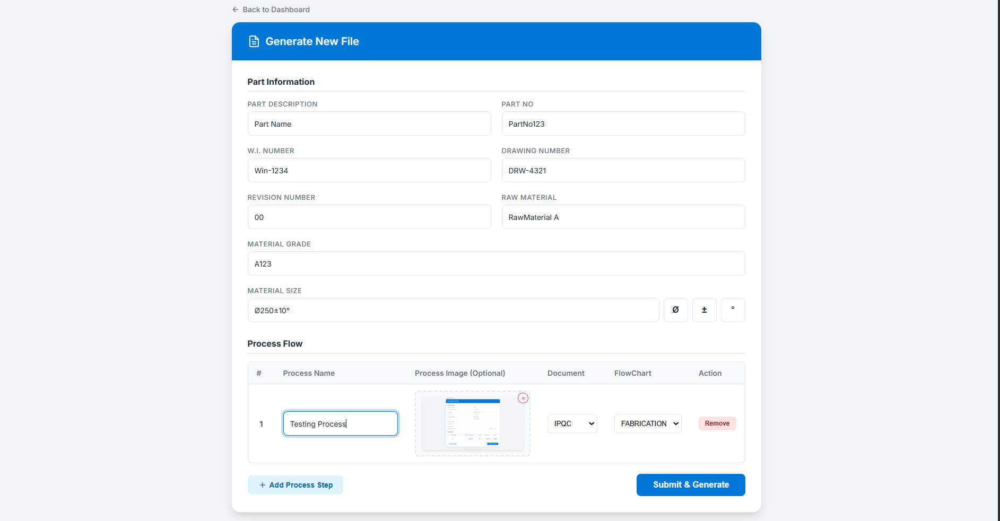 Back to Dashboard
Generate New File
Part Information
PART DESCRIPTION PART NO
Part Name PartNo123
W.I. NUMBER DRAWING NUMBER
Win-1234 DRW-4321
REVISION NUMBER RAW MATERIAL
00 RawMaterial A
MATERIAL GRADE
A123
MATERIAL SIZE
Ø250±10° Ø ± °
Process Flow
# Process Name Process Image (Optional) Document FlowChart Action
1 Testing Process IPQC FABRICATION Remove
+ Add Process Step Submit & Generate